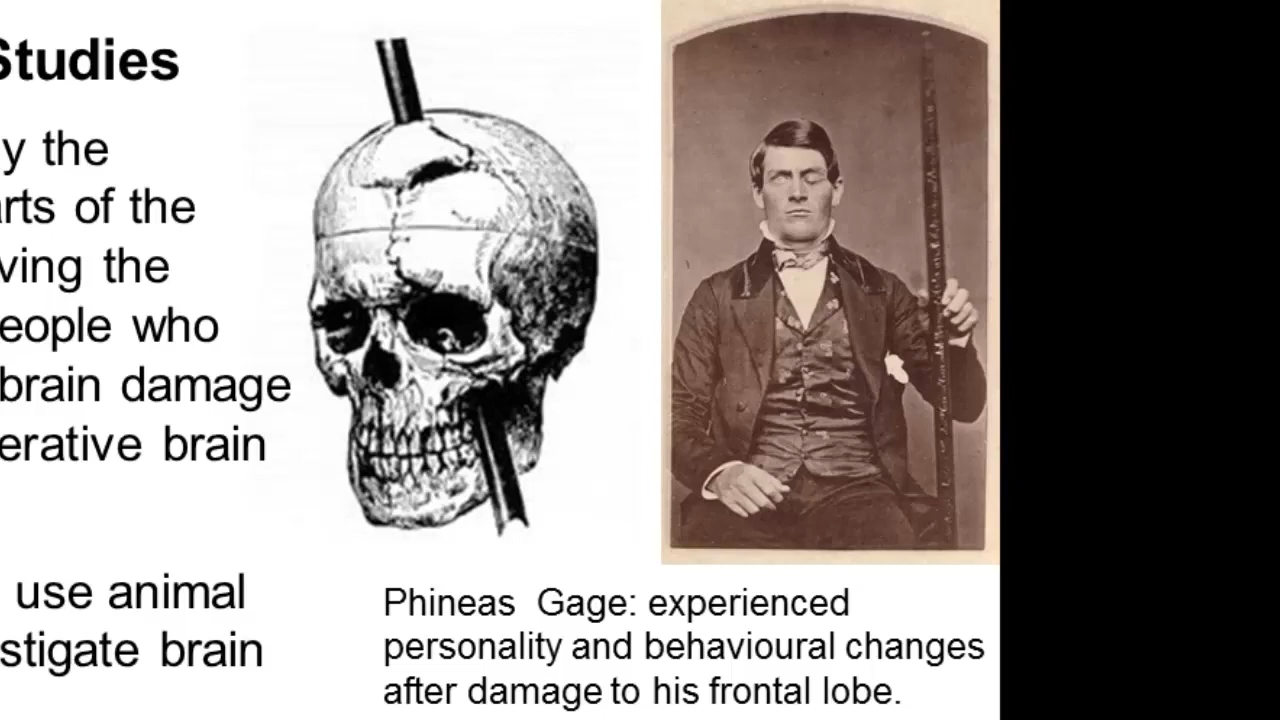 Studies
y the
arts of the
ving the
eople who
brain damage
erative brain
use animal
stigate brain
Phineas Gage: experienced
personality and behavioural changes
after damage to his frontal lobe.